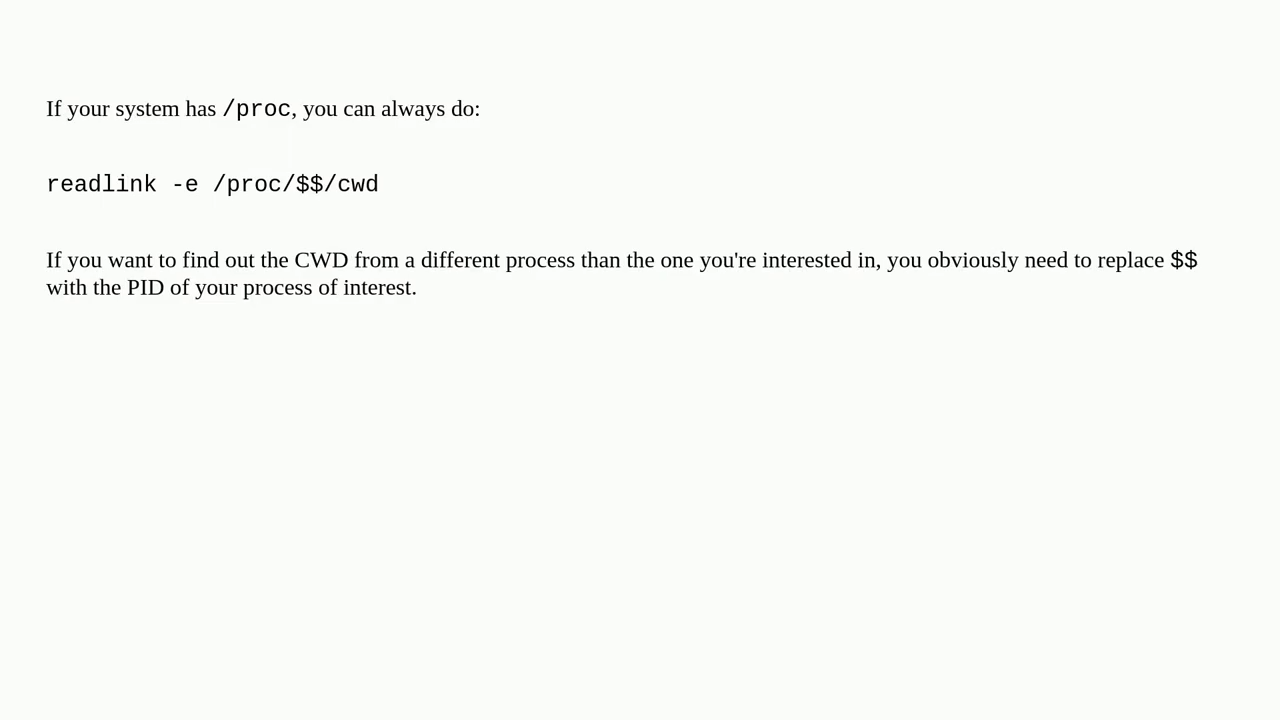 If your system has /proc, you can always do:
readlink -e /proc/$$/cwd
If you want to find out the CWD from a different process than the one you're interested in, you obviously need to replace $$
with the PID of your process of interest.